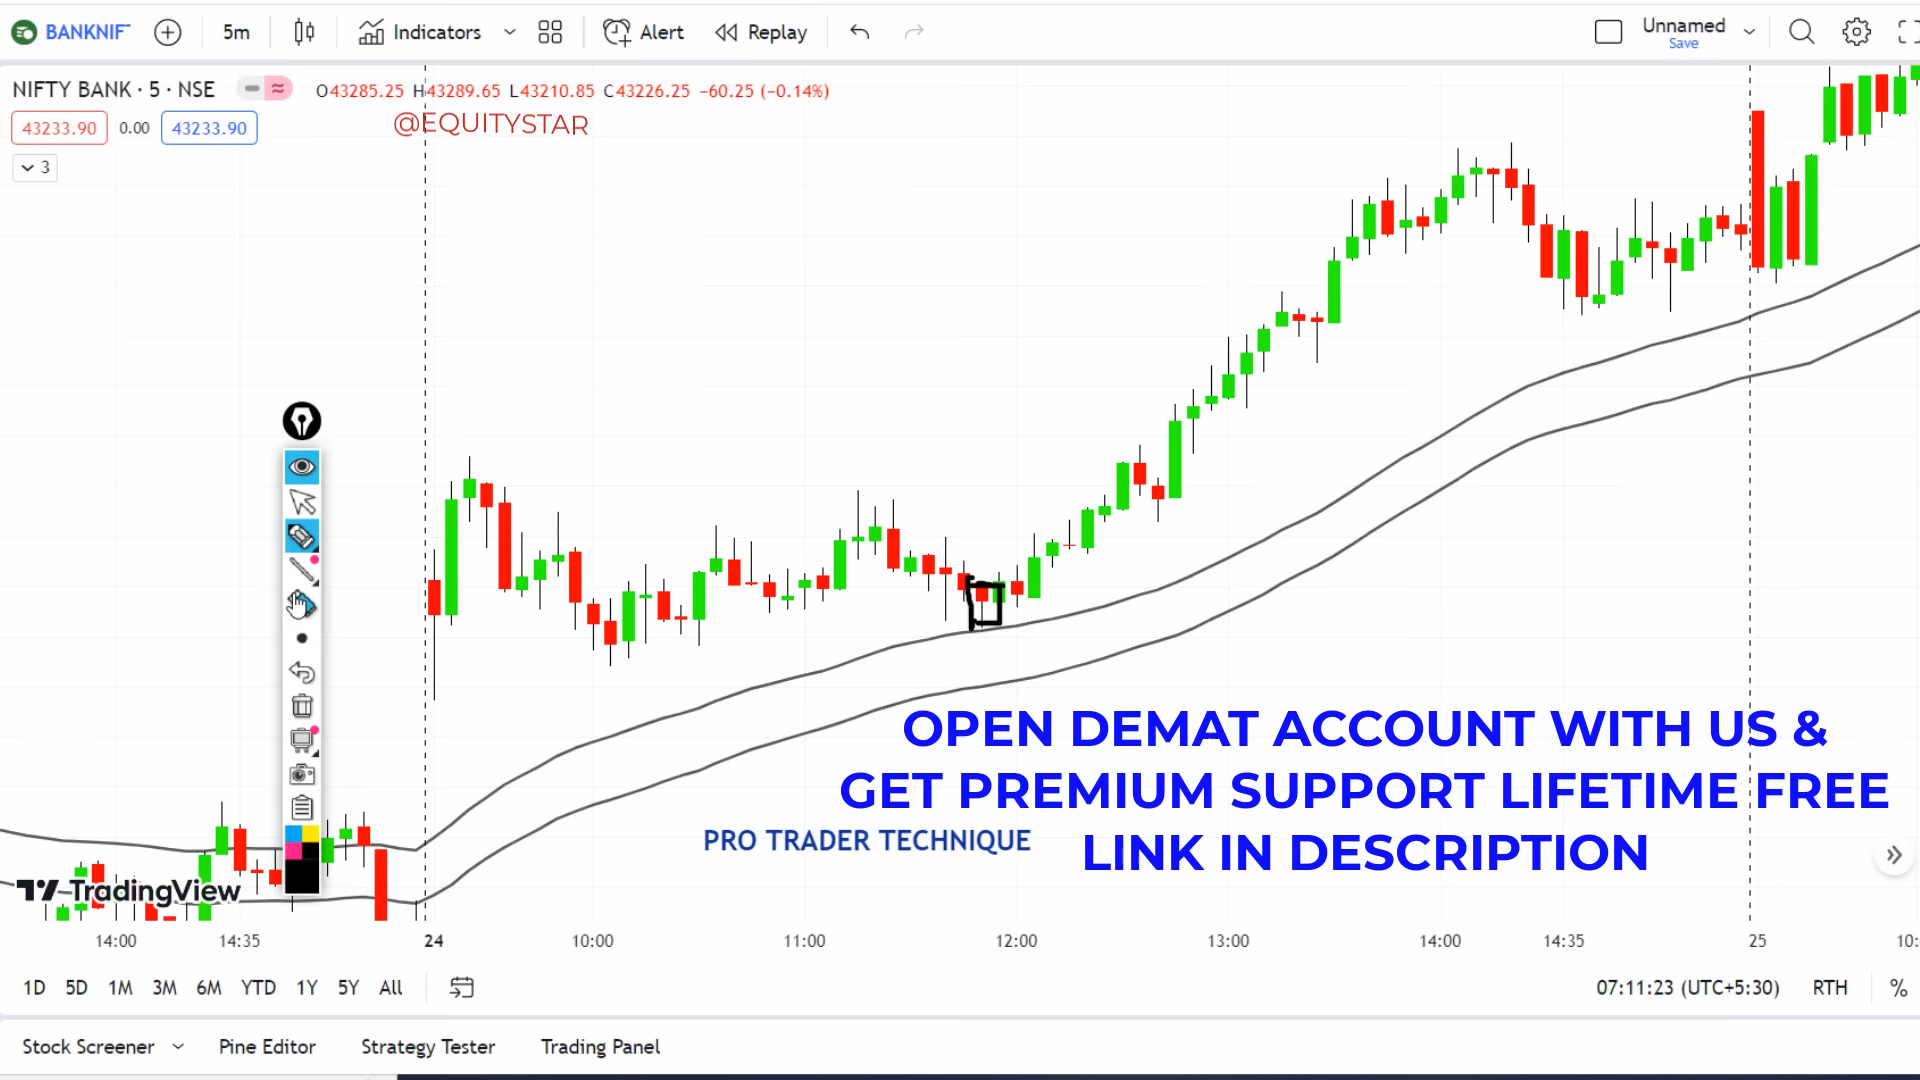 BANKNIF 5m Indicators Alert Replay Unnamed
Save
NIFTY BANK · 5 · NSE O43285.25 H43289.65 L43210.85 C43226.25 −60.25 (−0.14%)
43233.90 0.00 43233.90
@EQUITYSTAR
3
OPEN DEMAT ACCOUNT WITH US &
GET PREMIUM SUPPORT LIFETIME FREE
PRO TRADER TECHNIQUE
LINK IN DESCRIPTION
TradingView
14:00 14:35 24 10:00 11:00 12:00 13:00 14:00 14:35 25 10:
1D 5D 1M 3M 6M YTD 1Y 5Y All 07:11:23 (UTC+5:30) RTH %
Stock Screener Pine Editor Strategy Tester Trading Panel